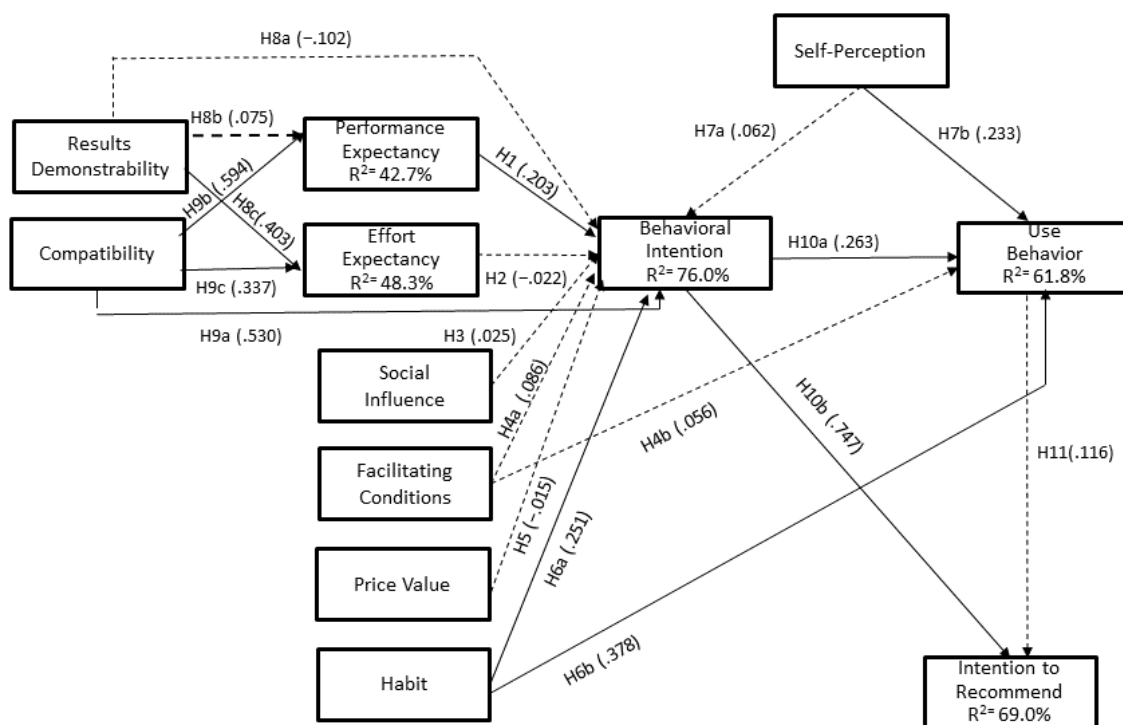 H8a (−.102)
Self-Perception
Results
Demonstrability
H8b (.075)
Performance
Expectancy
R²= 42.7%
H7a (.062)
H7b (.233)
H1 (.203)
H9b (.594)
H8c(.403)
Compatibility
Effort
Expectancy
R²= 48.3%
Behavioral
Intention
R²= 76.0%
H10a (.263)
Use
Behavior
R²= 61.8%
H9c (.337)
H2 (−.022)
H9a (.530)
H3 (.025)
Social
Influence
H4a (.086)
H4b (.056)
H10b (.747)
H11(.116)
Facilitating
Conditions
H5 (−.015)
H6a (.251)
Price Value
H6b (.378)
Habit
Intention to
Recommend
R²= 69.0%